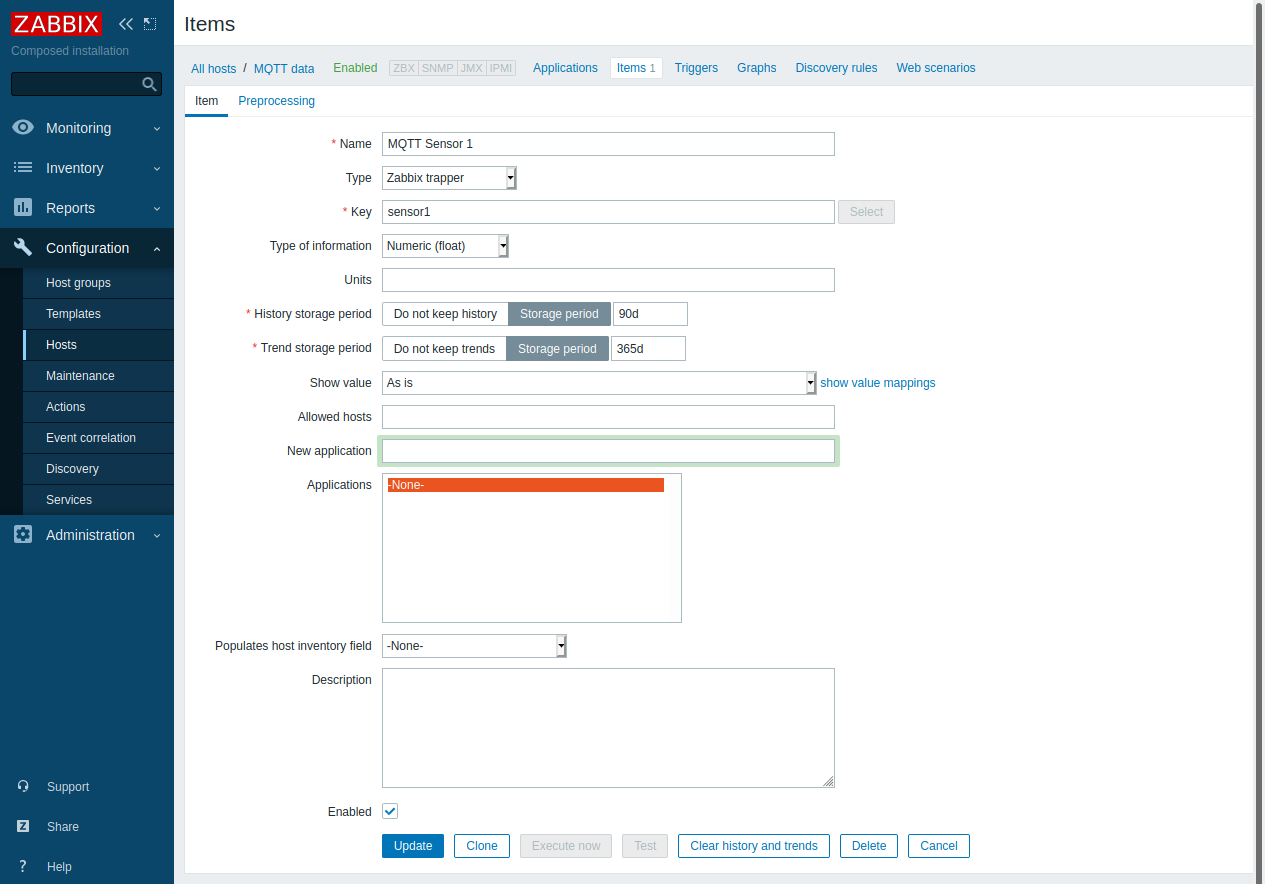 ZABBIX
Composed installation
Monitoring
Inventory
Reports
Configuration
Host groups
Templates
Hosts
Maintenance
Actions
Event correlation
Discovery
Services
Administration
Support
Z Share
? Help
Items
All hosts / MQTT data Enabled ZBX SNMP JMX IPMI Applications Items 1 Triggers Graphs Discovery rules Web scenarios
Item Preprocessing
* Name MQTT Sensor 1
Type Zabbix trapper
* Key sensor1 Select
Type of information Numeric (float)
Units
* History storage period Do not keep history Storage period 90d
* Trend storage period Do not keep trends Storage period 365d
Show value As is show value mappings
Allowed hosts
New application
Applications -None-
Populates host inventory field -None-
Description
Enabled
Update Clone Execute now Test Clear history and trends Delete Cancel